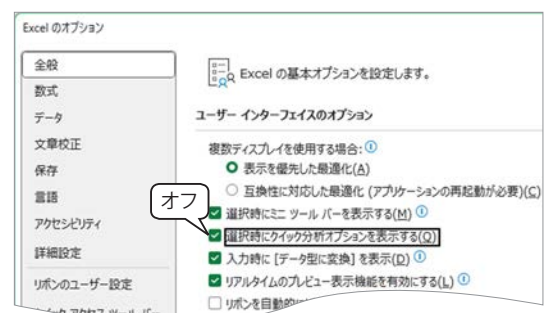 Excel のオプション
全般
数式
データ
文章校正
保存
言語
アクセシビリティ
詳細設定
リボンのユーザー設定
Excel の基本オプションを設定します。
ユーザー インターフェイスのオプション
複数ディスプレイを使用する場合:
表示を優先した最適化(A)
互換性に対応した最適化 (アプリケーションの再起動が必要)(C)
オフ
選択時にミニ ツール バーを表示する(M)
選択時にクイック分析オプションを表示する(Q)
入力時に [データ型に変換] を表示(D)
リアルタイムのプレビュー表示機能を有効にする(L)
リボンを自動的に